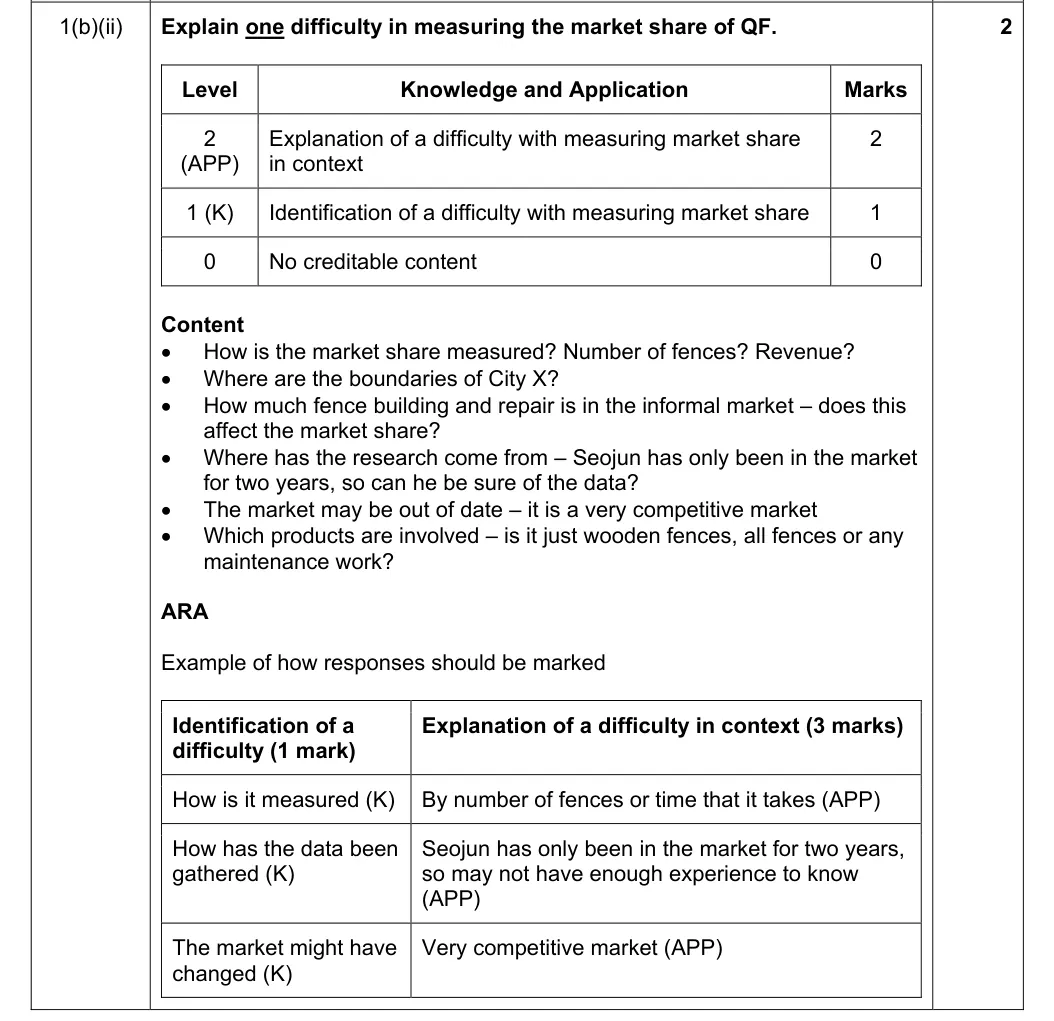 1(b)(ii) Explain one difficulty in measuring the market share of QF. 2
Level Knowledge and Application Marks
2 Explanation of a difficulty with measuring market share 2
(APP) in context
1 (K) Identification of a difficulty with measuring market share 1
0 No creditable content 0
Content
• How is the market share measured? Number of fences? Revenue?
• Where are the boundaries of City X?
• How much fence building and repair is in the informal market – does this
affect the market share?
• Where has the research come from – Seojun has only been in the market
for two years, so can he be sure of the data?
• The market may be out of date – it is a very competitive market
• Which products are involved – is it just wooden fences, all fences or any
maintenance work?
ARA
Example of how responses should be marked
Identification of a Explanation of a difficulty in context (3 marks)
difficulty (1 mark)
How is it measured (K) By number of fences or time that it takes (APP)
How has the data been Seojun has only been in the market for two years,
gathered (K) so may not have enough experience to know
(APP)
The market might have Very competitive market (APP)
changed (K)